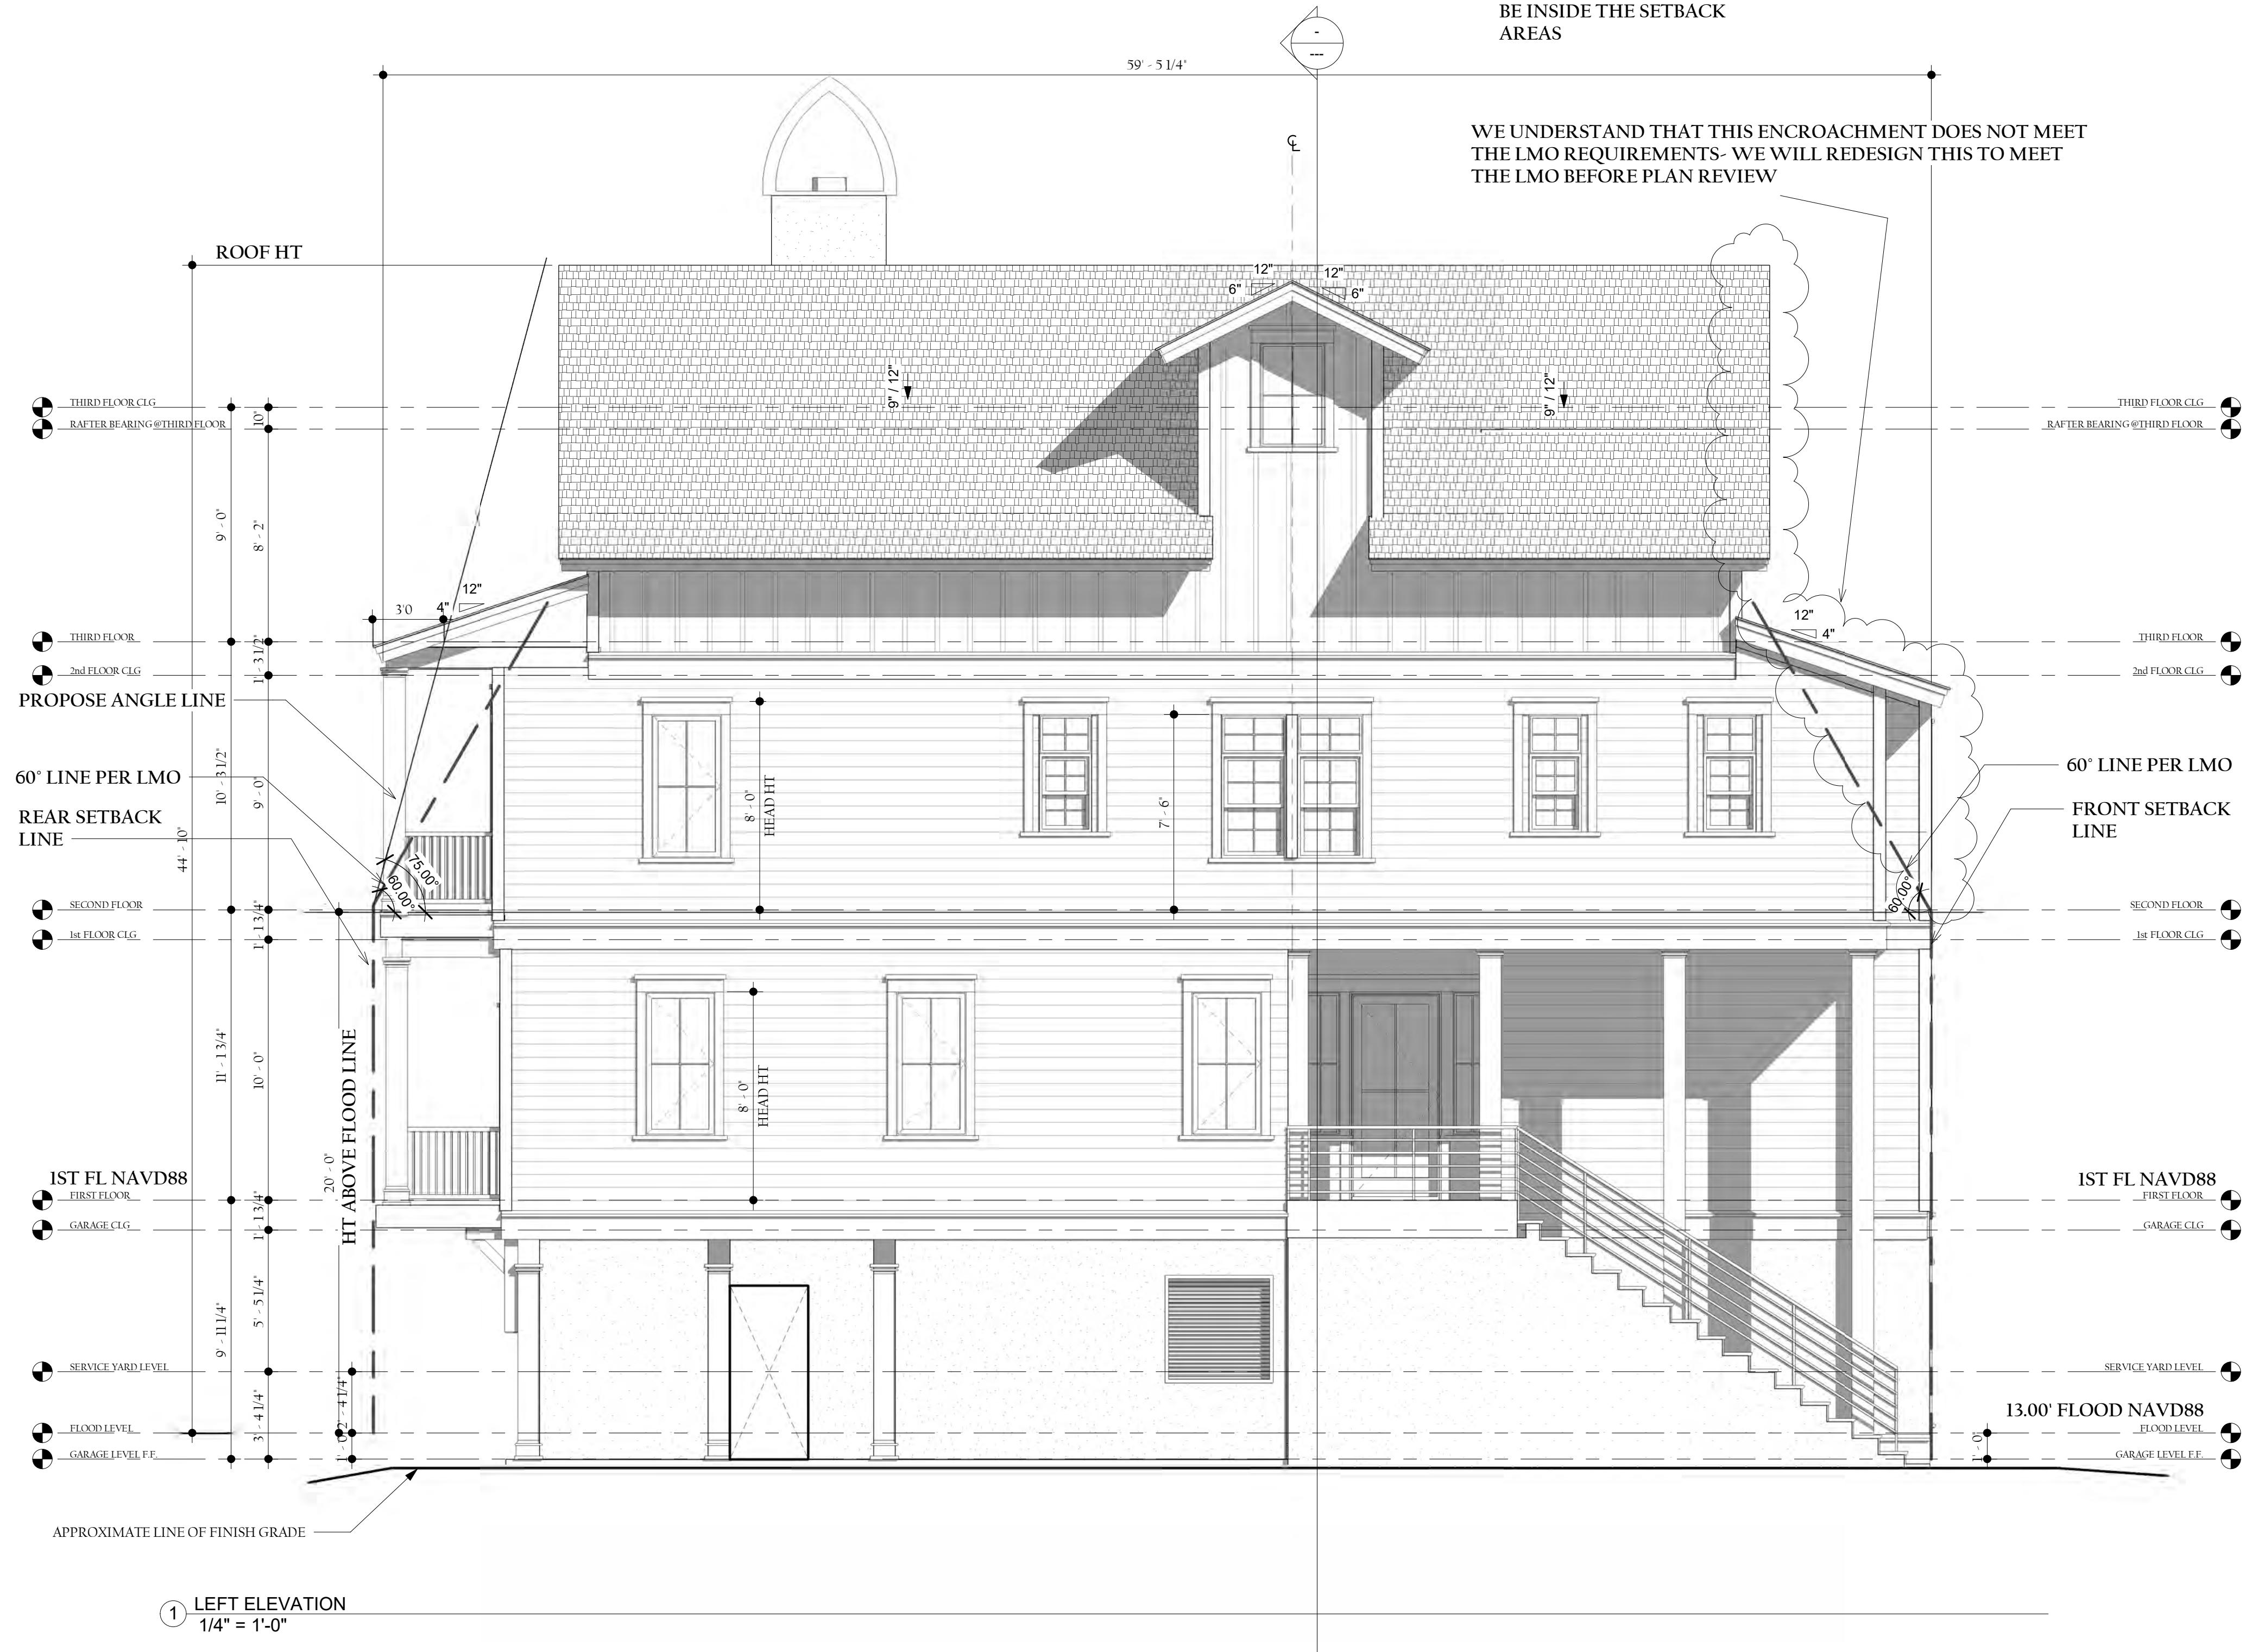 BE INSIDE THE SETBACK
AREAS
-
---
59' - 5 1/4"
WE UNDERSTAND THAT THIS ENCROACHMENT DOES NOT MEET
THE LMO REQUIREMENTS- WE WILL REDESIGN THIS TO MEET
THE LMO BEFORE PLAN REVIEW
℄
ROOF HT
12"
6"
12"
6"
9" / 12"
9" / 12"
THIRD FLOOR CLG
RAFTER BEARING @THIRD FLOOR
10"
THIRD FLOOR CLG
RAFTER BEARING @THIRD FLOOR
9' - 0"
8' - 2"
3'0
4"
12"
12"
4"
THIRD FLOOR
THIRD FLOOR
1' - 3 1/2"
2nd FLOOR CLG
2nd FLOOR CLG
PROPOSE ANGLE LINE
60° LINE PER LMO
REAR SETBACK
LINE
10' - 3 1/2"
9' - 0"
44' - 10"
8' - 0"
HEAD HT
7' - 6"
60° LINE PER LMO
FRONT SETBACK
LINE
75.00°
60.00°
60.00°
SECOND FLOOR
SECOND FLOOR
1' - 1 3/4"
1st FLOOR CLG
1st FLOOR CLG
11' - 1 3/4"
10' - 0"
20' - 0"
HT ABOVE FLOOD LINE
8' - 0"
HEAD HT
1ST FL NAVD88
FIRST FLOOR
1ST FL NAVD88
FIRST FLOOR
1' - 1 3/4"
GARAGE CLG
GARAGE CLG
9' - 11 1/4"
5' - 5 1/4"
SERVICE YARD LEVEL
SERVICE YARD LEVEL
3' - 4 1/4"
2' - 4 1/4"
1' - 0"
13.00' FLOOD NAVD88
FLOOD LEVEL
FLOOD LEVEL
1' - 0"
GARAGE LEVEL F.F.
GARAGE LEVEL F.F.
APPROXIMATE LINE OF FINISH GRADE
1
LEFT ELEVATION
1/4" = 1'-0"